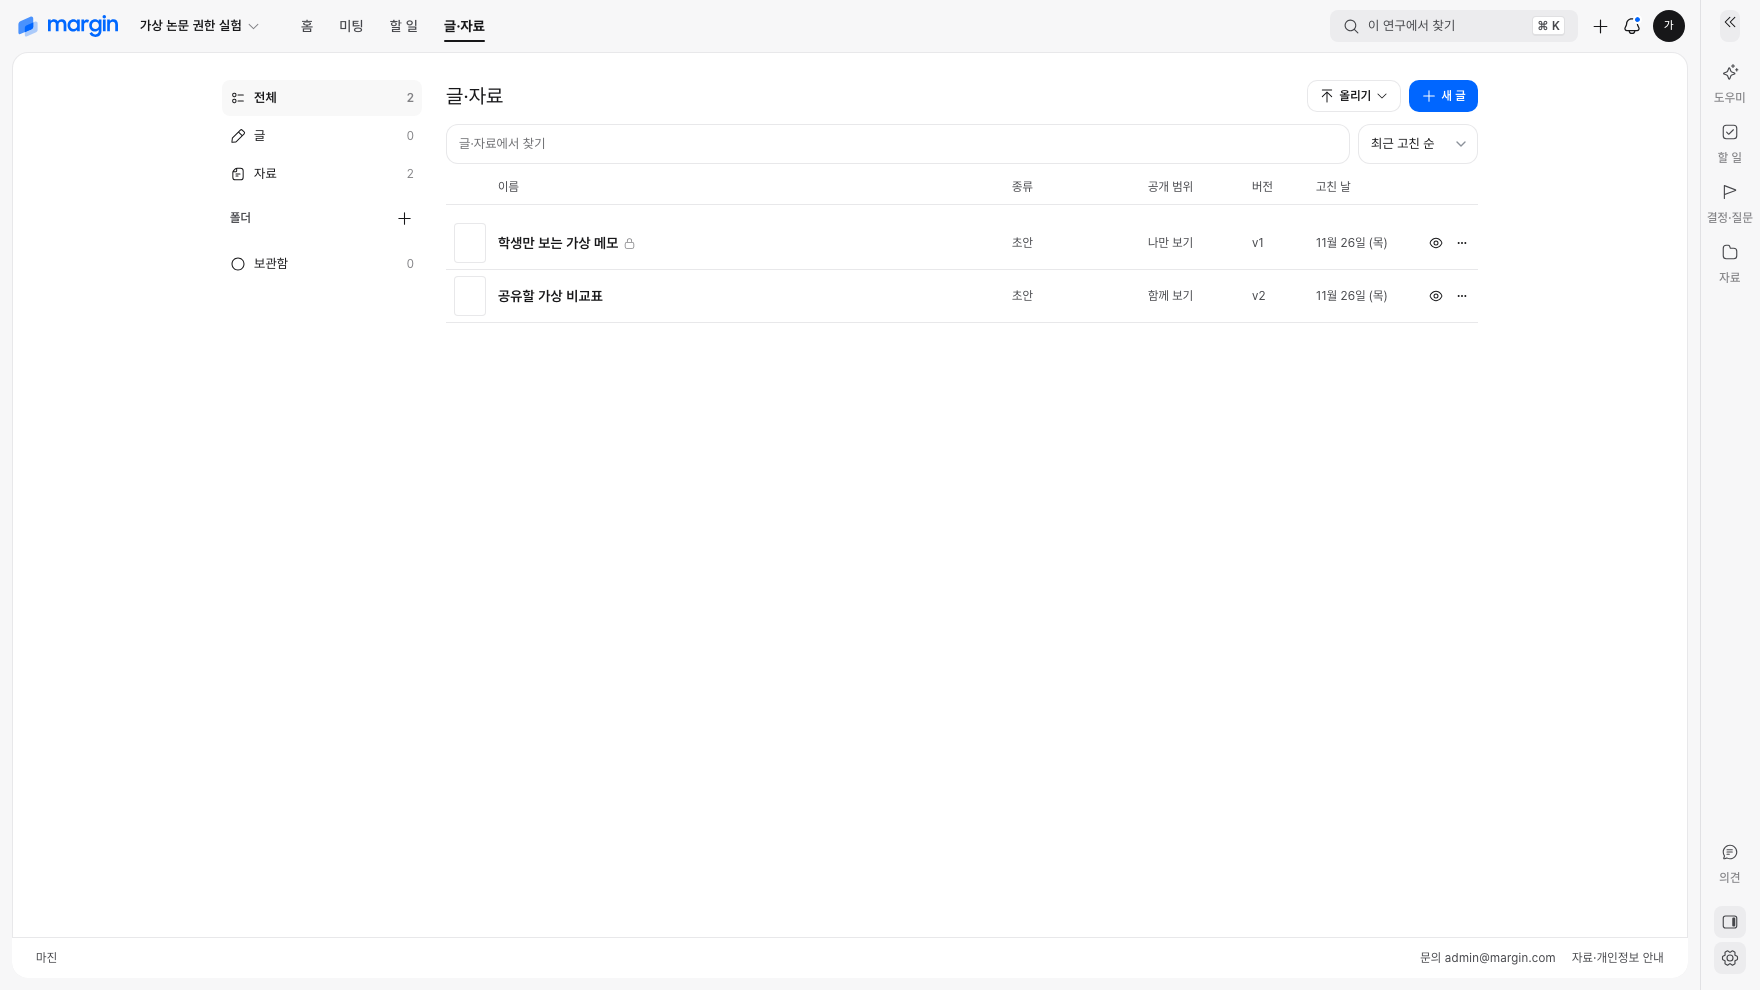 margin
가상 논문 권한 실험
홈
미팅
할 일
글·자료
이 연구에서 찾기
⌘ K
가
전체
2
글
0
자료
2
폴더
보관함
0
글·자료
올리기
새 글
글·자료에서 찾기
최근 고친 순
이름
종류
공개 범위
버전
고친 날
학생만 보는 가상 메모
초안
나만 보기
v1
11월 26일 (목)
공유할 가상 비교표
초안
함께 보기
v2
11월 26일 (목)
도우미
할 일
결정·질문
자료
의견
마진
문의 admin@margin.com
자료·개인정보 안내